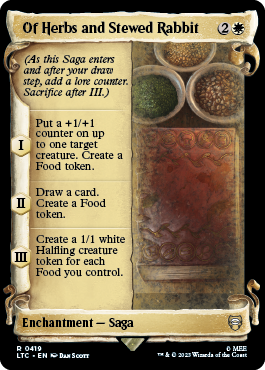 Of Herbs and Stewed Rabbit 2
(As this Saga enters
and after your draw
step, add a lore counter.
Sacrifice after III.)
I
Put a +1/+1
counter on up
to one target
creature. Create a
Food token.
II
Draw a card.
Create a Food
token.
III
Create a 1/1 white
Halfling creature
token for each
Food you control.
Enchantment — Saga
R 0419
LTC • EN Dan Scott
© MEE
™ & © 2023 Wizards of the Coast